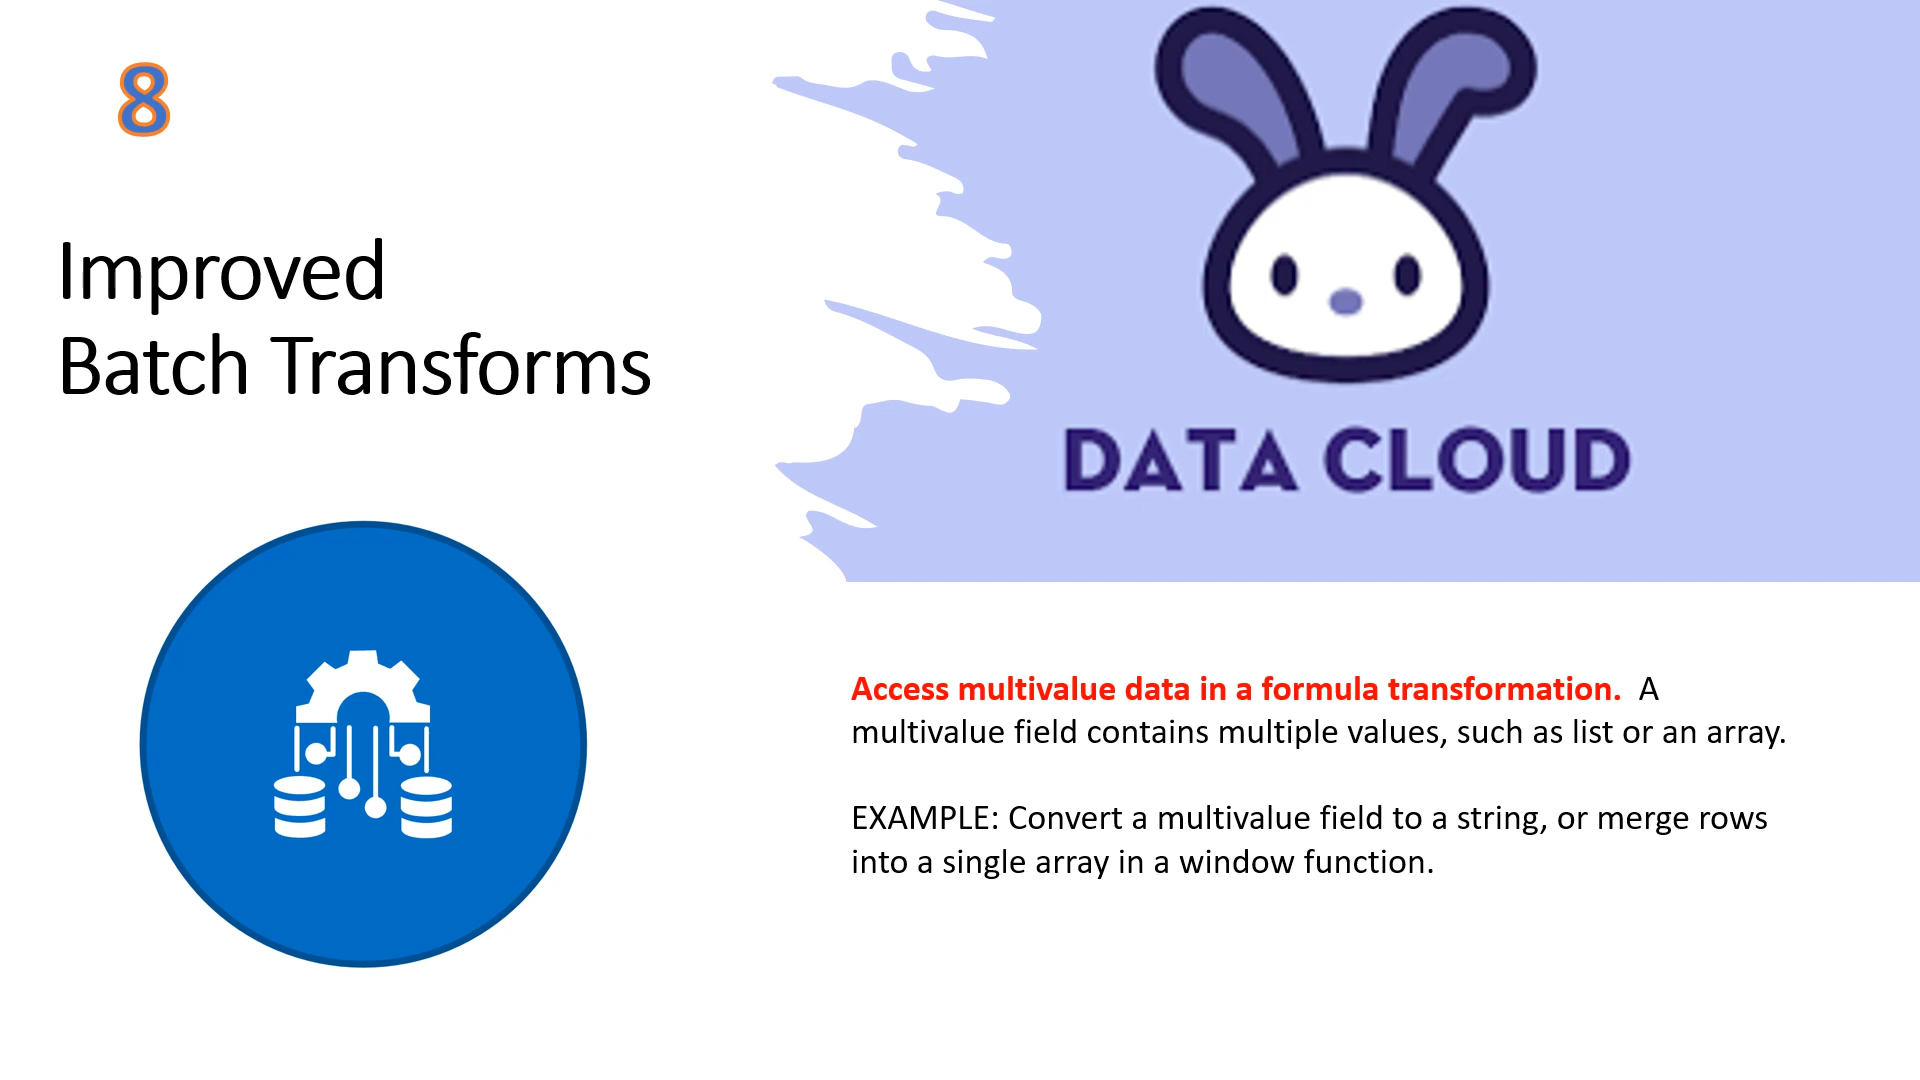 8
Improved
Batch Transforms
DATA CLOUD
Access multivalue data in a formula transformation.  A
multivalue field contains multiple values, such as list or an array.
EXAMPLE: Convert a multivalue field to a string, or merge rows
into a single array in a window function.